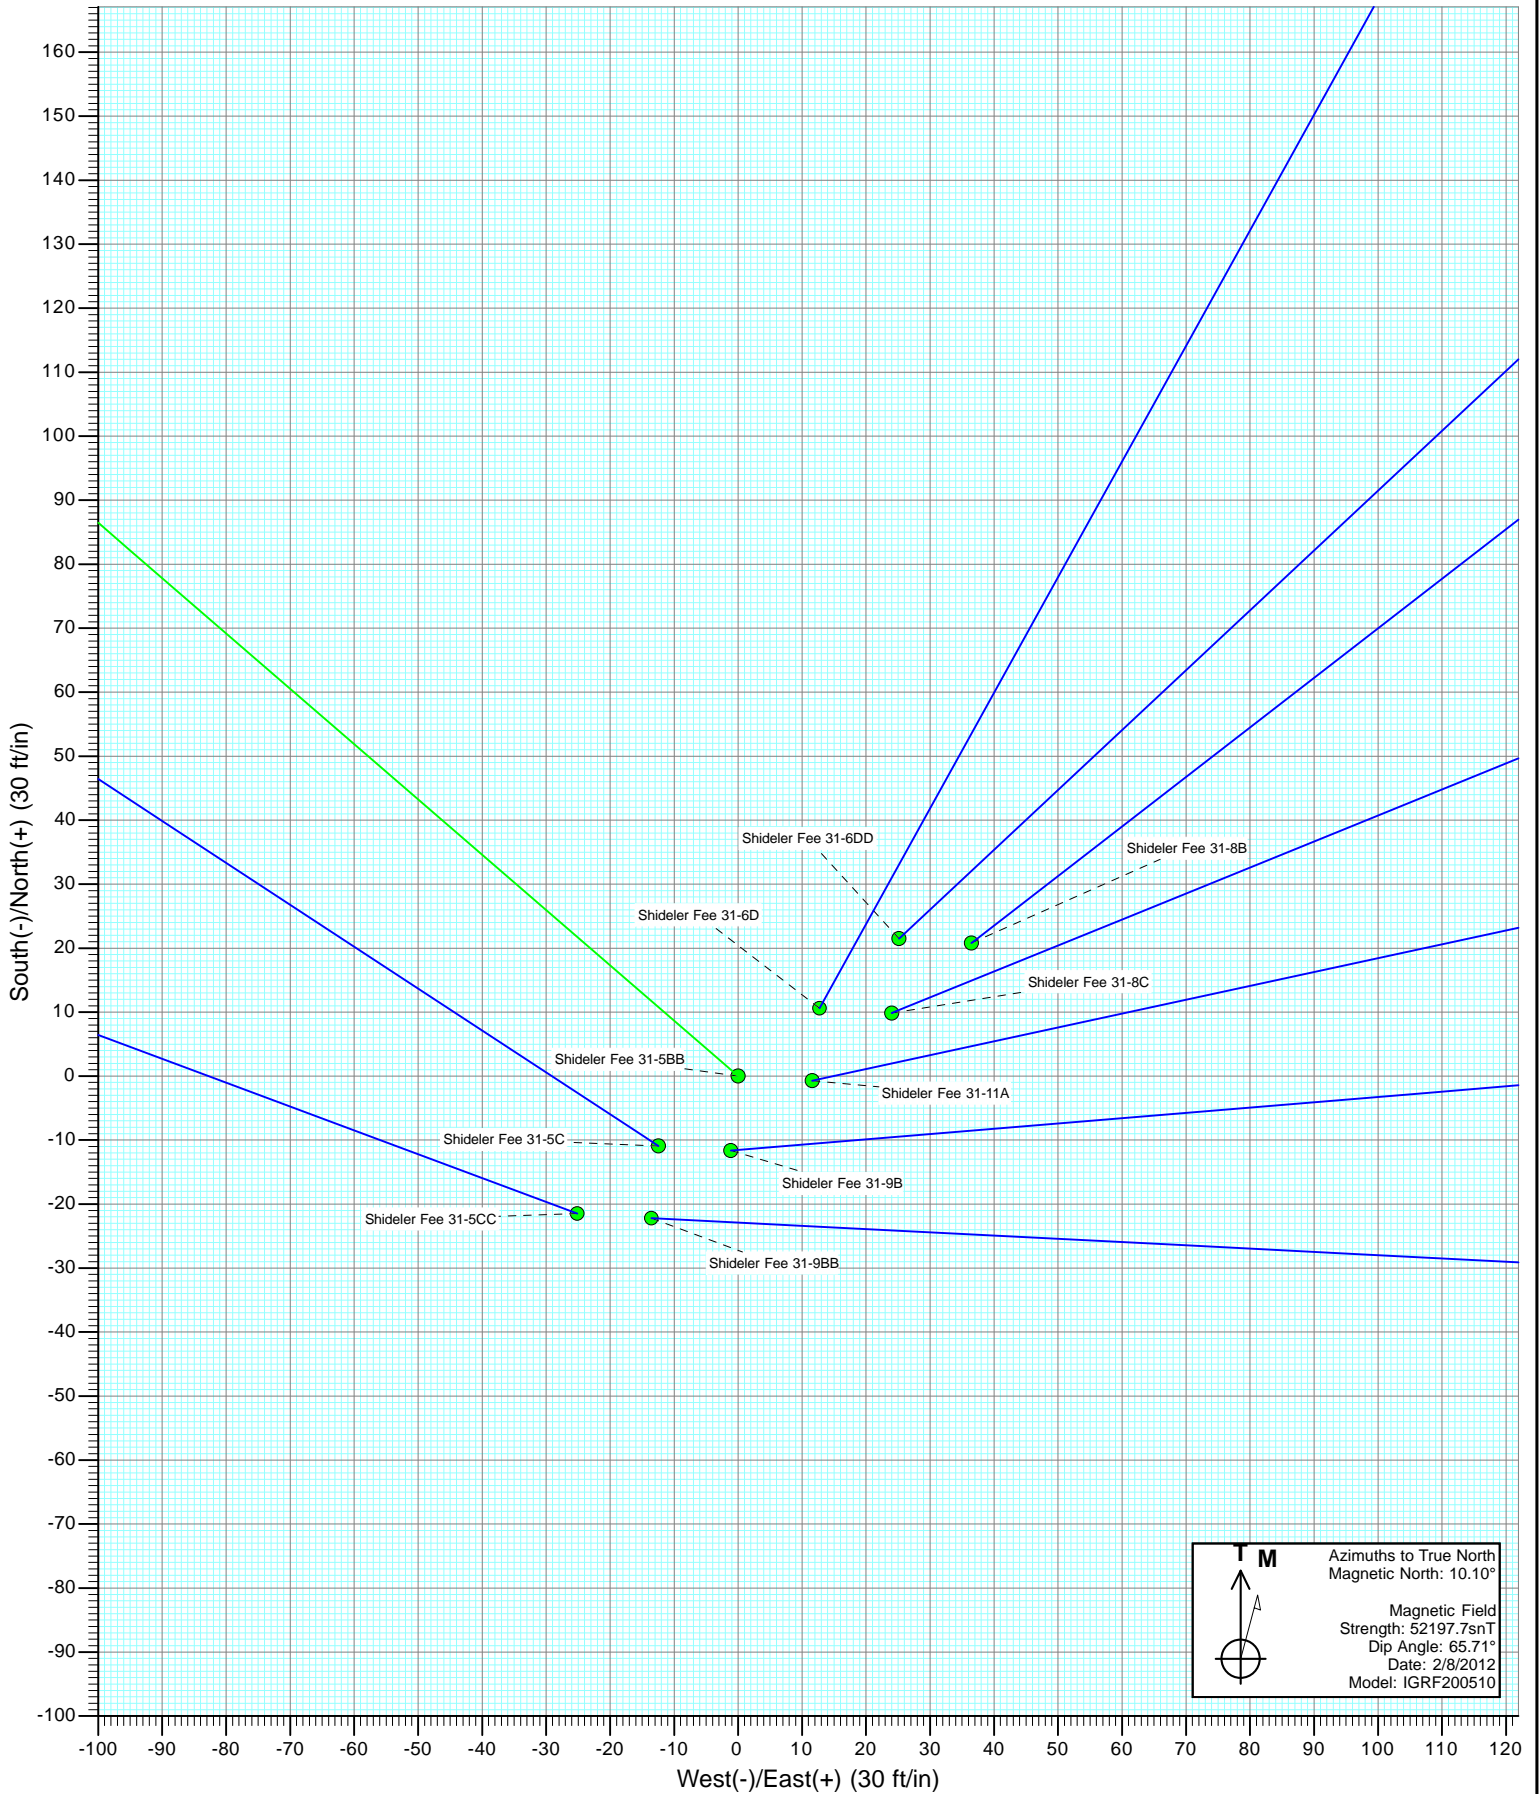 160
150
140
130
120
110
100
90
80
70
60
50
40
30
20
10
0
-10
-20
-30
-40
-50
-60
-70
-80
-90
-100
South(-)/North(+) (30 ft/in)
Shideler Fee 31-6DD
Shideler Fee 31-8B
Shideler Fee 31-6D
Shideler Fee 31-8C
Shideler Fee 31-5BB
Shideler Fee 31-11A
Shideler Fee 31-5C
Shideler Fee 31-9B
Shideler Fee 31-5CC
Shideler Fee 31-9BB
T M
Azimuths to True North
Magnetic North: 10.10°
Magnetic Field
Strength: 52197.7snT
Dip Angle: 65.71°
Date: 2/8/2012
Model: IGRF200510
-100 -90 -80 -70 -60 -50 -40 -30 -20 -10 0 10 20 30 40 50 60 70 80 90 100 110 120
West(-)/East(+) (30 ft/in)